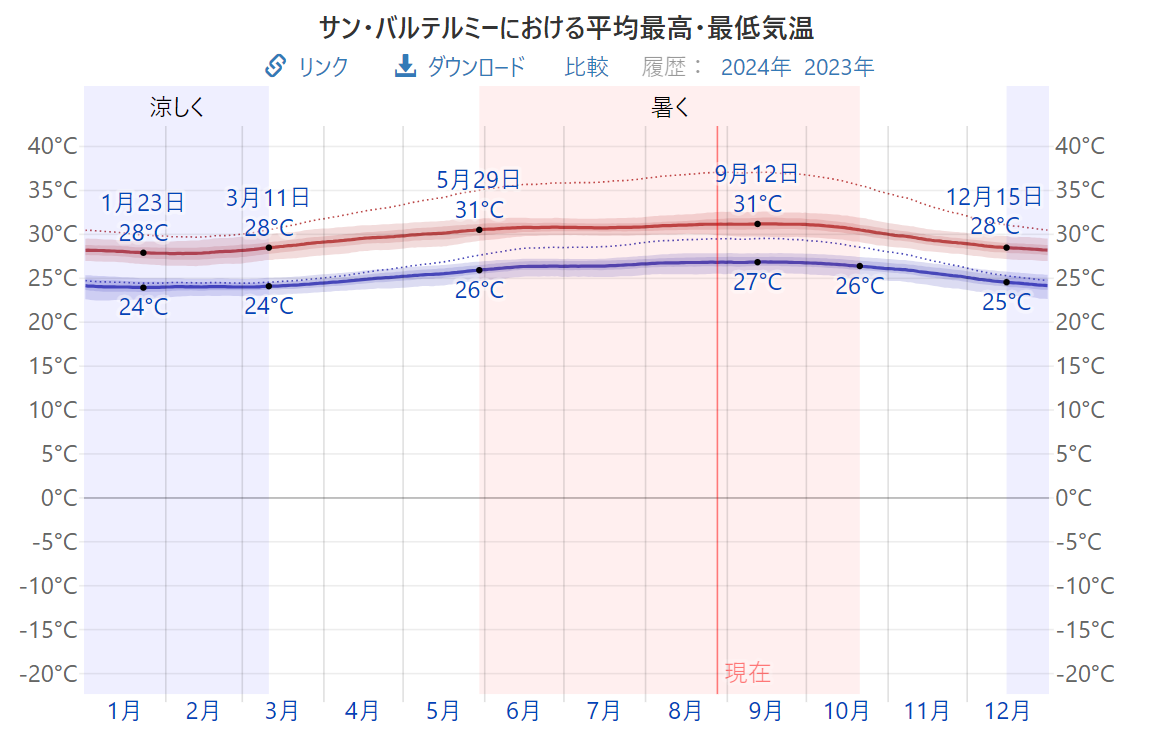 サン・バルテルミーにおける平均最高・最低気温
リンク ダウンロード 比較 履歴： 2024年 2023年
涼しく 暑く
40°C 40°C
35°C 35°C
30°C 30°C
25°C 25°C
20°C 20°C
15°C 15°C
10°C 10°C
5°C 5°C
0°C 0°C
-5°C -5°C
-10°C -10°C
-15°C -15°C
-20°C -20°C
1月23日
28°C
24°C
3月11日
28°C
24°C
5月29日
31°C
26°C
9月12日
31°C
27°C
26°C
12月15日
28°C
25°C
現在
1月 2月 3月 4月 5月 6月 7月 8月 9月 10月 11月 12月